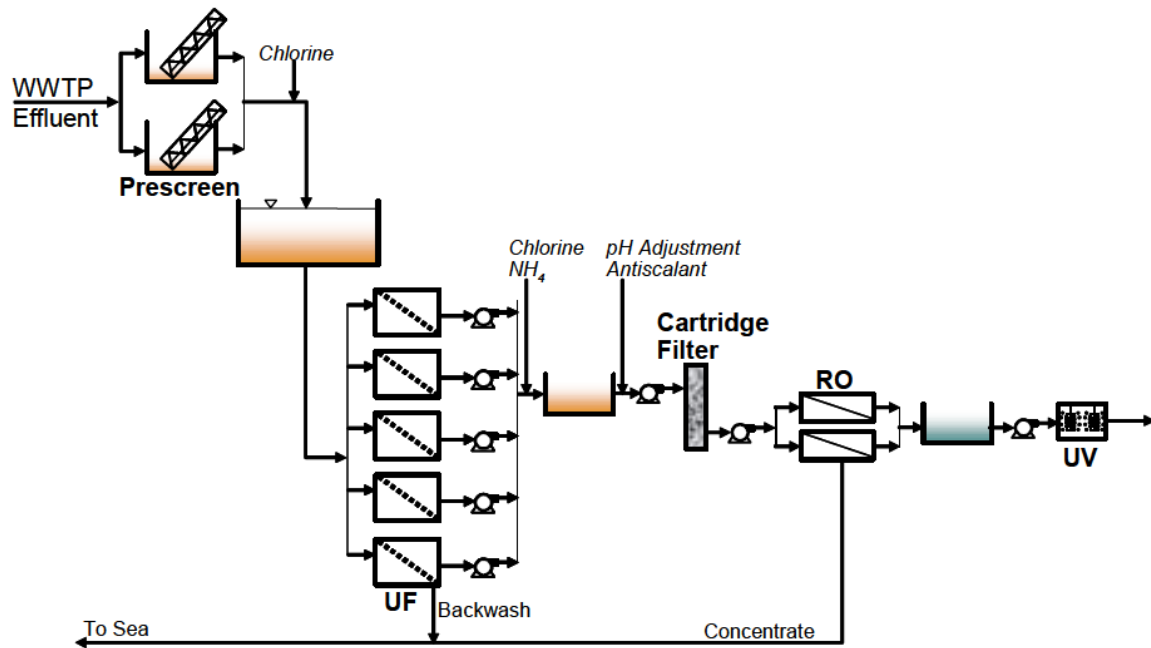 Chlorine
WWTP
Effluent
Prescreen
Chlorine
NH₄
pH Adjustment
Antiscalant
Cartridge
Filter
RO
UV
UF
Backwash
To Sea
Concentrate